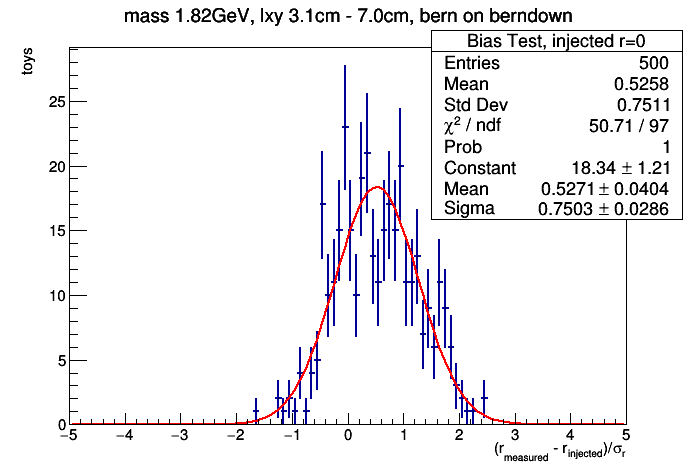 mass 1.82GeV, lxy 3.1cm - 7.0cm, bern on berndown
Bias Test, injected r=0
Entries 500
Mean 0.5258
Std Dev 0.7511
χ² / ndf 50.71 / 97
Prob 1
Constant 18.34 ± 1.21
Mean 0.5271 ± 0.0404
Sigma 0.7503 ± 0.0286
toys
25
20
15
10
5
0
−5 −4 −3 −2 −1 0 1 2 3 4 5
(r_measured - r_injected)/σ_r